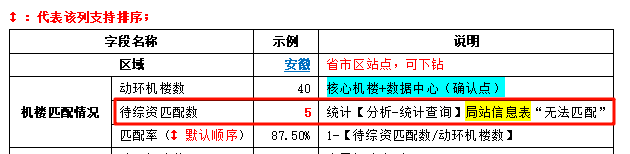 ↕ : 代表该列支持排序；
字段名称 示例 说明
区域 安徽 省市区站点，可下钻
机楼匹配情况 动环机楼数 40 核心机楼+数据中心（确认点）
待综资匹配数 5 统计【分析-统计查询】局站信息表“无法匹配”
匹配率（↕ 默认顺序） 87.50% 1-【待综资匹配数/动环机楼数】